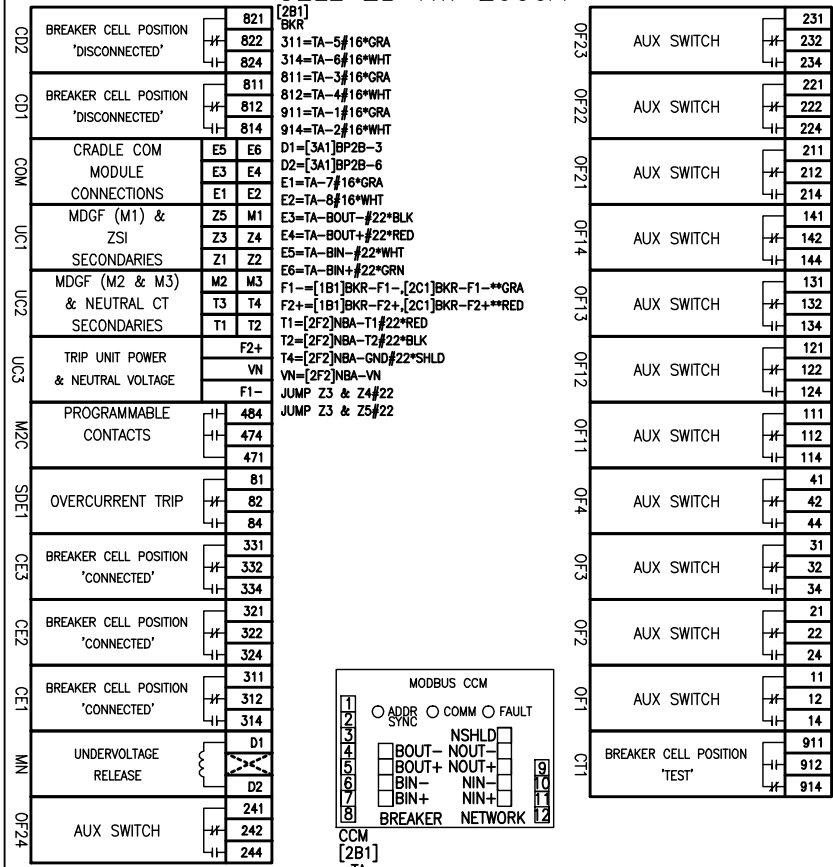 CD2
BREAKER CELL POSITION
'DISCONNECTED'
821
822
824
CD1
BREAKER CELL POSITION
'DISCONNECTED'
811
812
814
COM
CRADLE COM
MODULE
CONNECTIONS
E5 E6
E3 E4
E1 E2
UC1
MDGF (M1) &
ZSI
SECONDARIES
Z5 M1
Z3 Z4
Z1 Z2
UC2
MDGF (M2 & M3)
& NEUTRAL CT
SECONDARIES
M2 M3
T3 T4
T1 T2
UC3
TRIP UNIT POWER
& NEUTRAL VOLTAGE
F2+
VN
F1-
M2C
PROGRAMMABLE
CONTACTS
484
474
471
SDE1
OVERCURRENT TRIP
81
82
84
CE3
BREAKER CELL POSITION
'CONNECTED'
331
332
334
CE2
BREAKER CELL POSITION
'CONNECTED'
321
322
324
CE1
BREAKER CELL POSITION
'CONNECTED'
311
312
314
MN
UNDERVOLTAGE
RELEASE
D1
D2
OF24
AUX SWITCH
241
242
244
[2B1]
BKR
311=TA-5#16*GRA
314=TA-6#16*WHT
811=TA-3#16*GRA
812=TA-4#16*WHT
911=TA-1#16*GRA
914=TA-2#16*WHT
D1=[3A1]BP2B-3
D2=[3A1]BP2B-6
E1=TA-7#16*GRA
E2=TA-8#16*WHT
E3=TA-BOUT-#22*BLK
E4=TA-BOUT+#22*RED
E5=TA-BIN-#22*WHT
E6=TA-BIN+#22*GRN
F1-=[1B1]BKR-F1-,[2C1]BKR-F1-**GRA
F2+=[1B1]BKR-F2+,[2C1]BKR-F2+**RED
T1=[2F2]NBA-T1#22*RED
T2=[2F2]NBA-T2#22*BLK
T4=[2F2]NBA-GND#22*SHLD
VN=[2F2]NBA-VN
JUMP Z3 & Z4#22
JUMP Z3 & Z5#22
MODBUS CCM
ADDR SYNC COMM FAULT
1
2
3
4
5
6
7
8
NSHLD
BOUT- NOUT-
BOUT+ NOUT+
BIN- NIN-
BIN+ NIN+
BREAKER NETWORK
9
10
11
12
CCM
[2B1]
TA
OF23
AUX SWITCH
231
232
234
OF22
AUX SWITCH
221
222
224
OF21
AUX SWITCH
211
212
214
OF14
AUX SWITCH
141
142
144
OF13
AUX SWITCH
131
132
134
OF12
AUX SWITCH
121
122
124
OF11
AUX SWITCH
111
112
114
OF4
AUX SWITCH
41
42
44
OF3
AUX SWITCH
31
32
34
OF2
AUX SWITCH
21
22
24
OF1
AUX SWITCH
11
12
14
CT1
BREAKER CELL POSITION
'TEST'
911
912
914